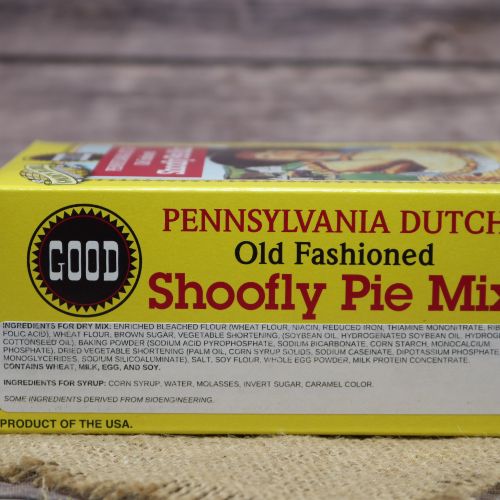 GOOD
PENNSYLVANIA DUTCH
Old Fashioned
Shoofly Pie Mix
INGREDIENTS FOR DRY MIX: ENRICHED BLEACHED FLOUR (WHEAT FLOUR, NIACIN, REDUCED IRON, THIAMINE MONONITRATE,
FOLIC ACID), WHEAT FLOUR, BROWN SUGAR, VEGETABLE SHORTENING, (SOYBEAN OIL, HYDROGENATED SOYBEAN OIL,
COTTONSEED OIL), BAKING POWDER (SODIUM ACID PYROPHOSPHATE, SODIUM BICARBONATE, CORN STARCH, MONOCALCIUM
PHOSPHATE), DRIED VEGETABLE SHORTENING (PALM OIL, CORN SYRUP SOLIDS, SODIUM CASEINATE, DIPOTASSIUM PHOSPHATE,
MONOGLYCERIDES, SODIUM SILICOALUMINATE), SALT, SOY FLOUR, WHOLE EGG POWDER, MILK PROTEIN CONCENTRATE.
CONTAINS WHEAT, MILK, EGG, AND SOY.
INGREDIENTS FOR SYRUP: CORN SYRUP, WATER, MOLASSES, INVERT SUGAR, CARAMEL COLOR.
SOME INGREDIENTS DERIVED FROM BIOENGINEERING.
PRODUCT OF THE USA.